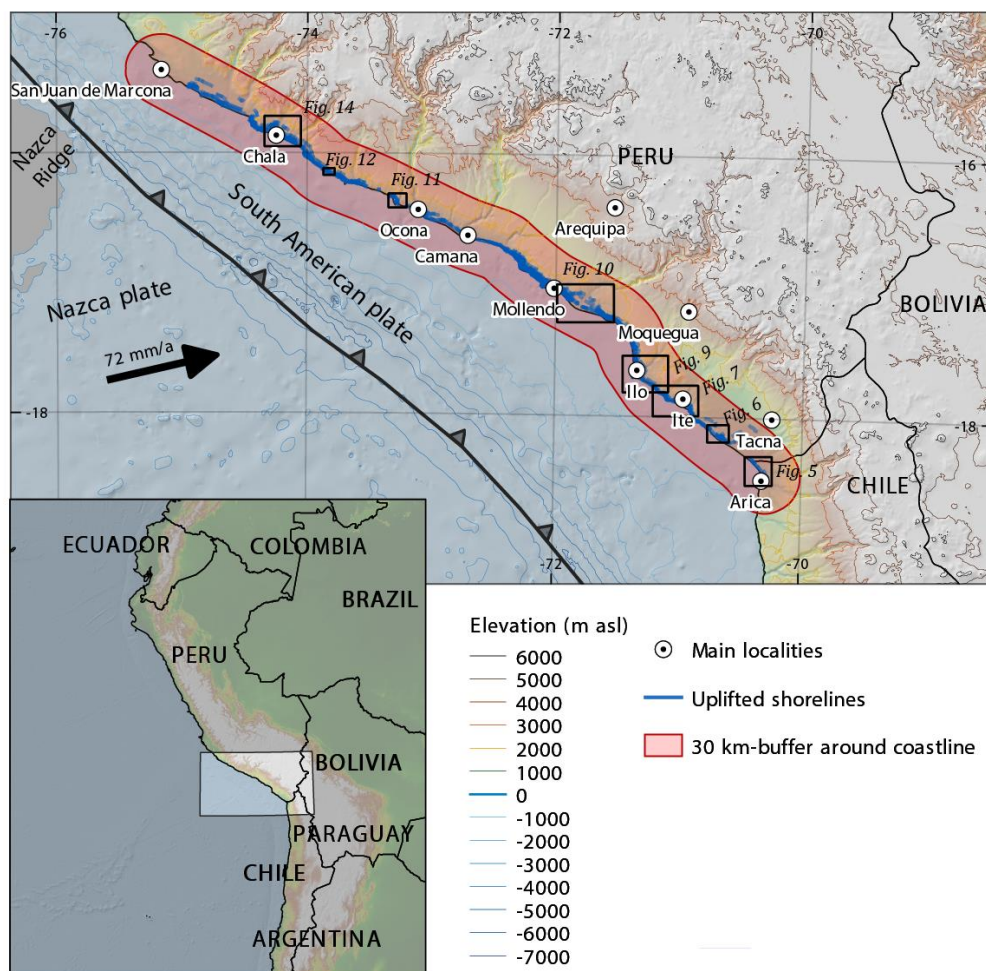 -76
-74
-72
-70
San Juan de Marcona
Fig. 14
Nazca
Ridge
Chala
Fig. 12
PERU
-16
Fig. 11
Ocona
Arequipa
Camana
South American plate
Fig. 10
Nazca plate
Mollendo
BOLIVIA
Moquegua
72 mm/a
Fig. 9
Ilo
Fig. 7
-18
Ite
Fig. 6
-18
Tacna
Fig. 5
CHILE
Arica
-72
-70
ECUADOR
COLOMBIA
BRAZIL
PERU
BOLIVIA
PARAGUAY
CHILE
ARGENTINA
Elevation (m asl)
6000
5000
4000
3000
2000
1000
0
-1000
-2000
-3000
-4000
-5000
-6000
-7000
Main localities
Uplifted shorelines
30 km-buffer around coastline